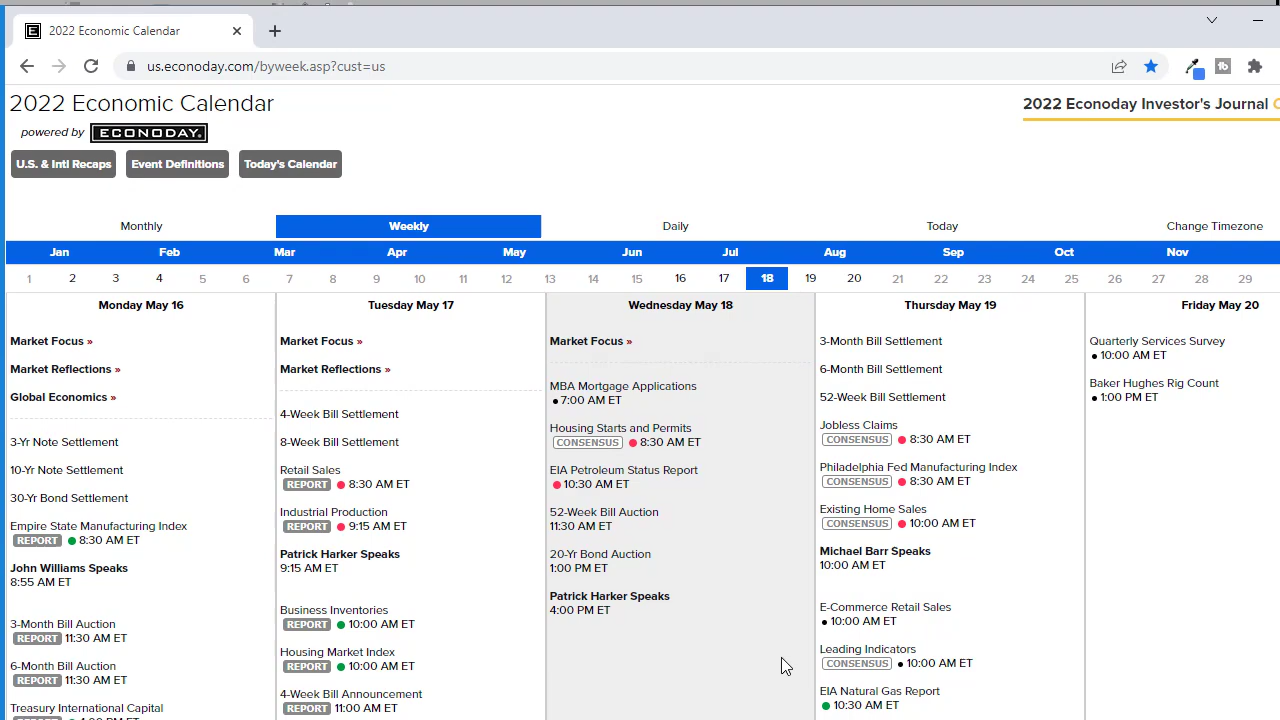 2022 Economic Calendar
us.econoday.com/byweek.asp?cust=us
2022 Economic Calendar
2022 Econoday Investor's Journal
powered by ECONODAY.
U.S. & Intl Recaps Event Definitions Today's Calendar
Monthly Weekly Daily Today Change Timezone
Jan Feb Mar Apr May Jun Jul Aug Sep Oct Nov
1 2 3 4 5 6 7 8 9 10 11 12 13 14 15 16 17 18 19 20 21 22 23 24 25 26 27 28 29
Monday May 16
Market Focus »
Market Reflections »
Global Economics »
3-Yr Note Settlement
10-Yr Note Settlement
30-Yr Bond Settlement
Empire State Manufacturing Index
REPORT 8:30 AM ET
John Williams Speaks
8:55 AM ET
3-Month Bill Auction
REPORT 11:30 AM ET
6-Month Bill Auction
REPORT 11:30 AM ET
Treasury International Capital
Tuesday May 17
Market Focus »
Market Reflections »
4-Week Bill Settlement
8-Week Bill Settlement
Retail Sales
REPORT 8:30 AM ET
Industrial Production
REPORT 9:15 AM ET
Patrick Harker Speaks
9:15 AM ET
Business Inventories
REPORT 10:00 AM ET
Housing Market Index
REPORT 10:00 AM ET
4-Week Bill Announcement
REPORT 11:00 AM ET
Wednesday May 18
Market Focus »
MBA Mortgage Applications
7:00 AM ET
Housing Starts and Permits
CONSENSUS 8:30 AM ET
EIA Petroleum Status Report
10:30 AM ET
52-Week Bill Auction
11:30 AM ET
20-Yr Bond Auction
1:00 PM ET
Patrick Harker Speaks
4:00 PM ET
Thursday May 19
3-Month Bill Settlement
6-Month Bill Settlement
52-Week Bill Settlement
Jobless Claims
CONSENSUS 8:30 AM ET
Philadelphia Fed Manufacturing Index
CONSENSUS 8:30 AM ET
Existing Home Sales
CONSENSUS 10:00 AM ET
Michael Barr Speaks
10:00 AM ET
E-Commerce Retail Sales
10:00 AM ET
Leading Indicators
CONSENSUS 10:00 AM ET
EIA Natural Gas Report
10:30 AM ET
Friday May 20
Quarterly Services Survey
10:00 AM ET
Baker Hughes Rig Count
1:00 PM ET